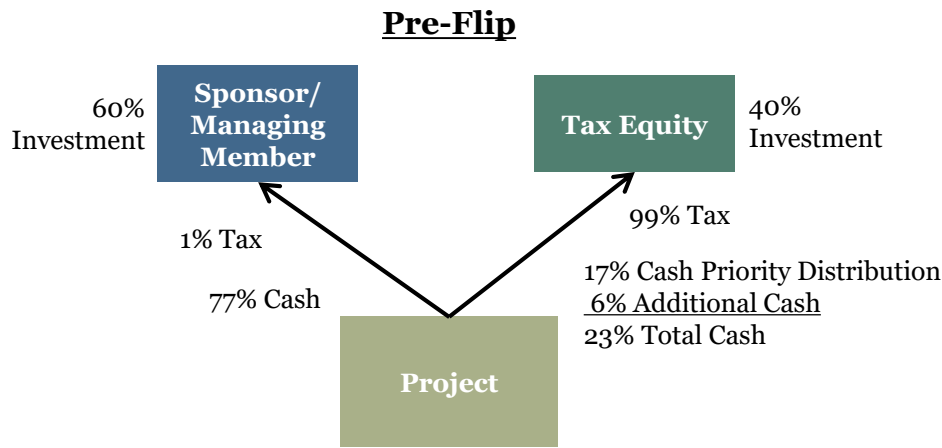 Pre-Flip
60%
Investment
Sponsor/
Managing
Member
Tax Equity
40%
Investment
1% Tax
77% Cash
99% Tax
17% Cash Priority Distribution
6% Additional Cash
23% Total Cash
Project